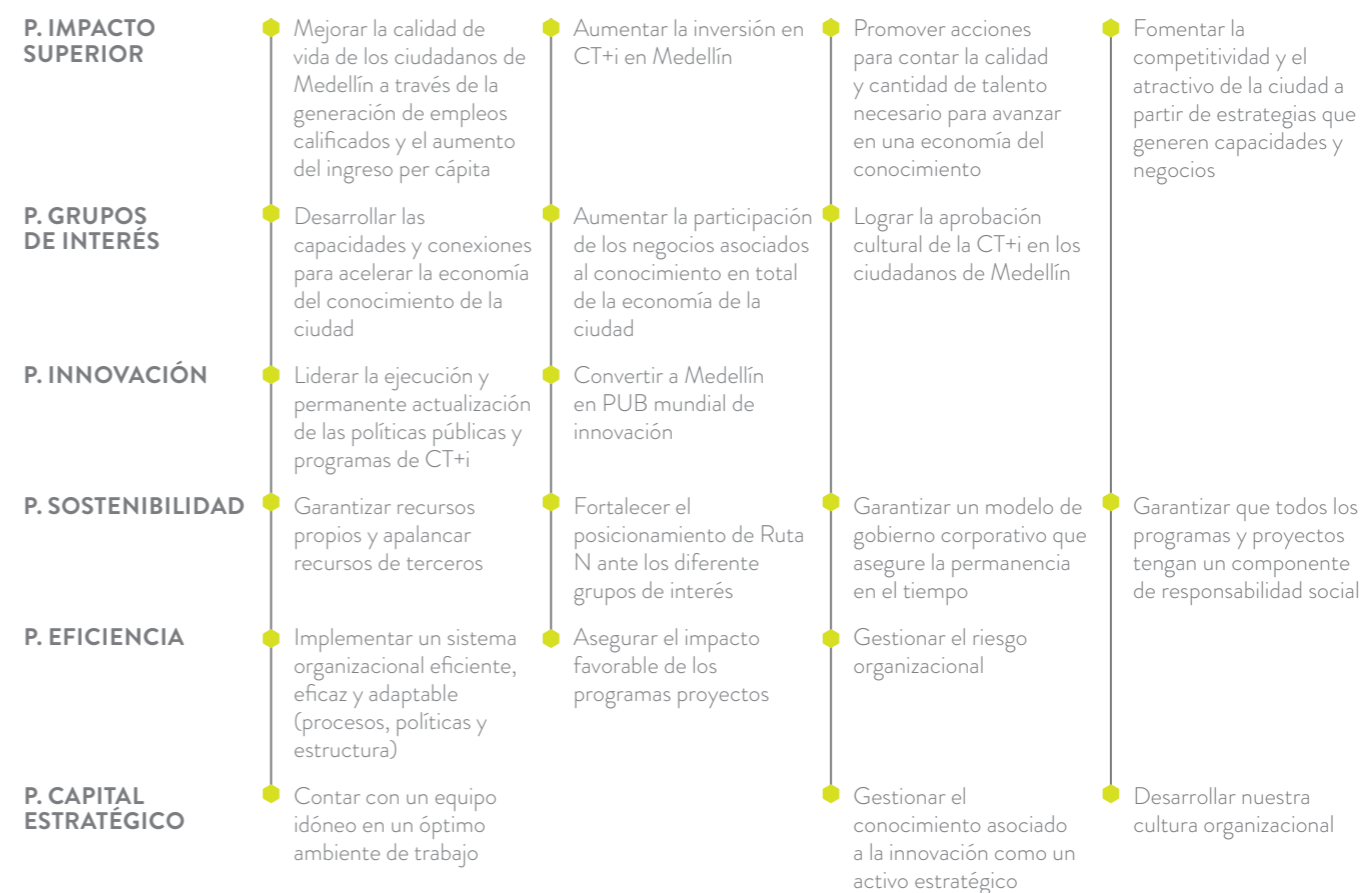 P. IMPACTO
SUPERIOR
Mejorar la calidad de
vida de los ciudadanos de
Medellín a través de la
generación de empleos
calificados y el aumento
del ingreso per cápita
Aumentar la inversión en
CT+i en Medellín
Promover acciones
para contar la calidad
y cantidad de talento
necesario para avanzar
en una economía del
conocimiento
Fomentar la
competitividad y el
atractivo de la ciudad a
partir de estrategias que
generen capacidades y
negocios
P. GRUPOS
DE INTERÉS
Desarrollar las
capacidades y conexiones
para acelerar la economía
del conocimiento de la
ciudad
Aumentar la participación
de los negocios asociados
al conocimiento en total
de la economía de la
ciudad
Lograr la aprobación
cultural de la CT+i en los
ciudadanos de Medellín
P. INNOVACIÓN
Liderar la ejecución y
permanente actualización
de las políticas públicas y
programas de CT+i
Convertir a Medellín
en PUB mundial de
innovación
P. SOSTENIBILIDAD
Garantizar recursos
propios y apalancar
recursos de terceros
Fortalecer el
posicionamiento de Ruta
N ante los diferente
grupos de interés
Garantizar un modelo de
gobierno corporativo que
asegure la permanencia
en el tiempo
Garantizar que todos los
programas y proyectos
tengan un componente
de responsabilidad social
P. EFICIENCIA
Implementar un sistema
organizacional eficiente,
eficaz y adaptable
(procesos, políticas y
estructura)
Asegurar el impacto
favorable de los
programas proyectos
Gestionar el riesgo
organizacional
P. CAPITAL
ESTRATÉGICO
Contar con un equipo
idóneo en un óptimo
ambiente de trabajo
Gestionar el
conocimiento asociado
a la innovación como un
activo estratégico
Desarrollar nuestra
cultura organizacional